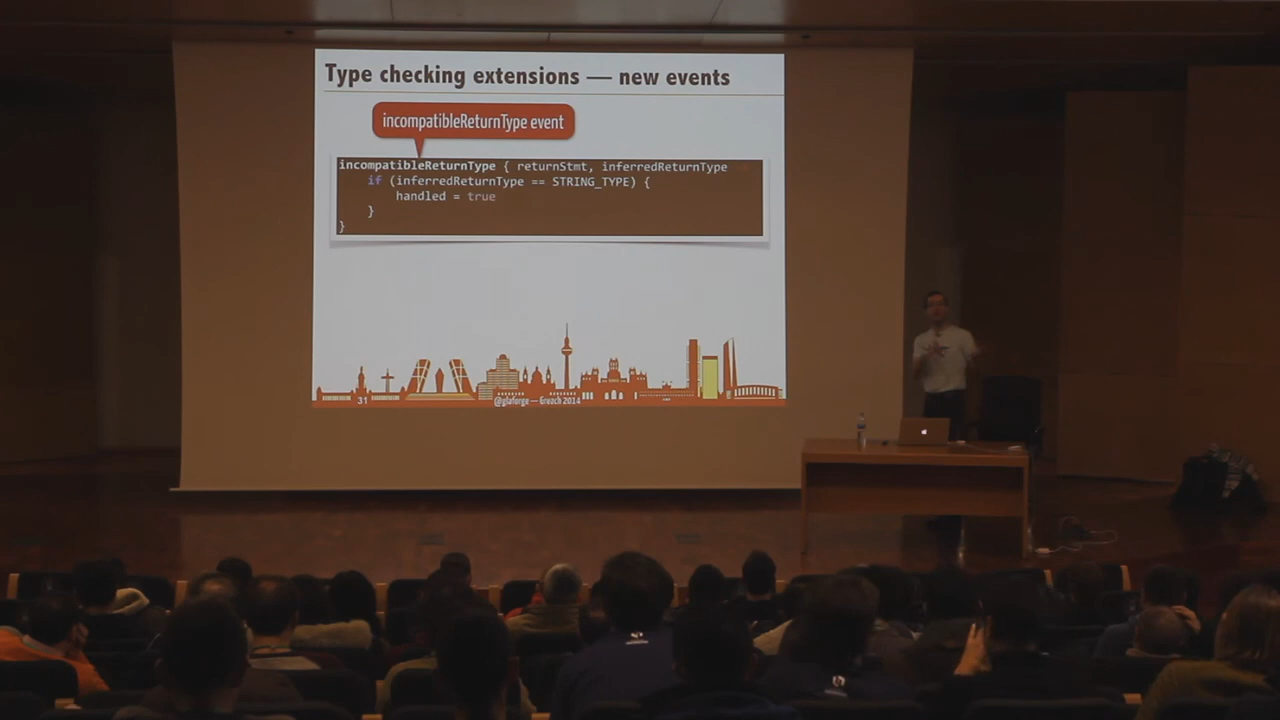 Type checking extensions — new events
incompatibleReturnType event
incompatibleReturnType { returnStmt, inferredReturnType
if (inferredReturnType == STRING_TYPE) {
handled = true
}
}
31
@glaforge — Greach 2014